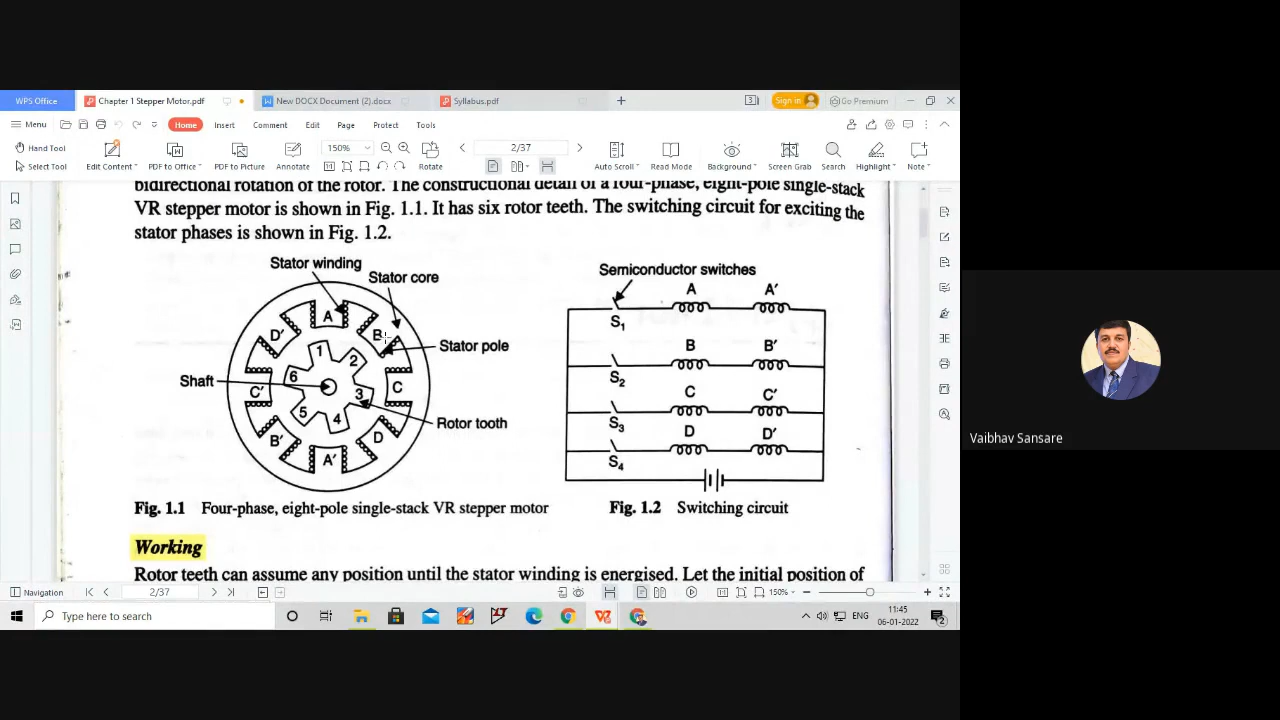 WPS Office
Chapter 1 Stepper Motor.pdf
New DOCX Document (2).docx
Syllabus.pdf
Sign in
Go Premium
Menu
Home
Insert
Comment
Edit
Page
Protect
Tools
Hand Tool
Select Tool
Edit Content
PDF to Office
PDF to Picture
Annotate
150%
Rotate
2/37
Auto Scroll
Read Mode
Background
Screen Grab
Search
Highlight
Note
bidirectional rotation of the rotor. The constructional detail of a four-phase, eight-pole single-stack
VR stepper motor is shown in Fig. 1.1. It has six rotor teeth. The switching circuit for exciting the
stator phases is shown in Fig. 1.2.
Stator winding
Stator core
Stator pole
Shaft
Rotor tooth
A
B
C
D
A'
B'
C'
D'
1
2
3
4
5
6
Fig. 1.1 Four-phase, eight-pole single-stack VR stepper motor
Semiconductor switches
A A'
S1
B B'
S2
C C'
S3
D D'
S4
Fig. 1.2 Switching circuit
Working
Rotor teeth can assume any position until the stator winding is energised. Let the initial position of
Navigation
2/37
150%
Type here to search
ENG
11:45
06-01-2022
2
Vaibhav Sansare